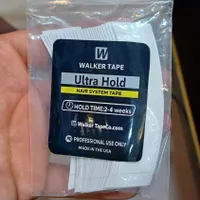 W
WALKER TAPE
Ultra Hold
HAIR SYSTEM TAPE
HOLD TIME:2-4 weeks
WalkerTapeCo.com
PROFESSIONAL USE ONLY
MADE IN THE USA